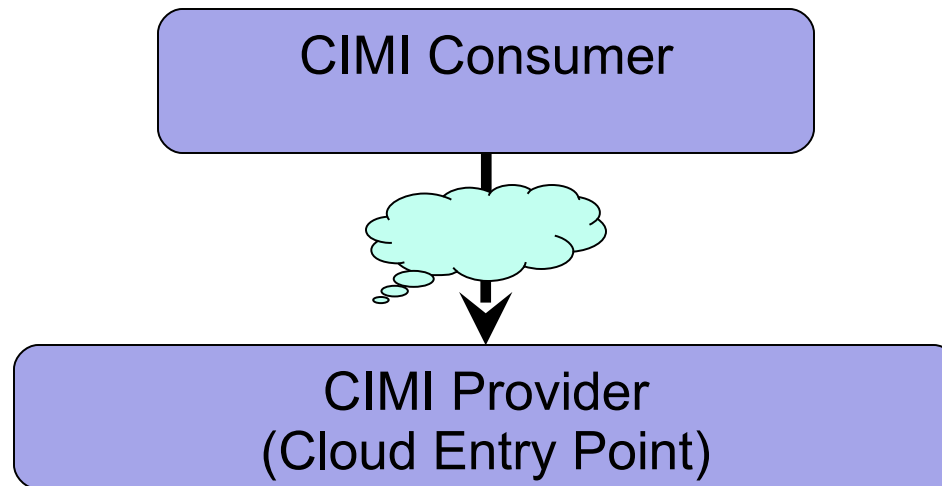 CIMI Consumer
CIMI Provider
(Cloud Entry Point)